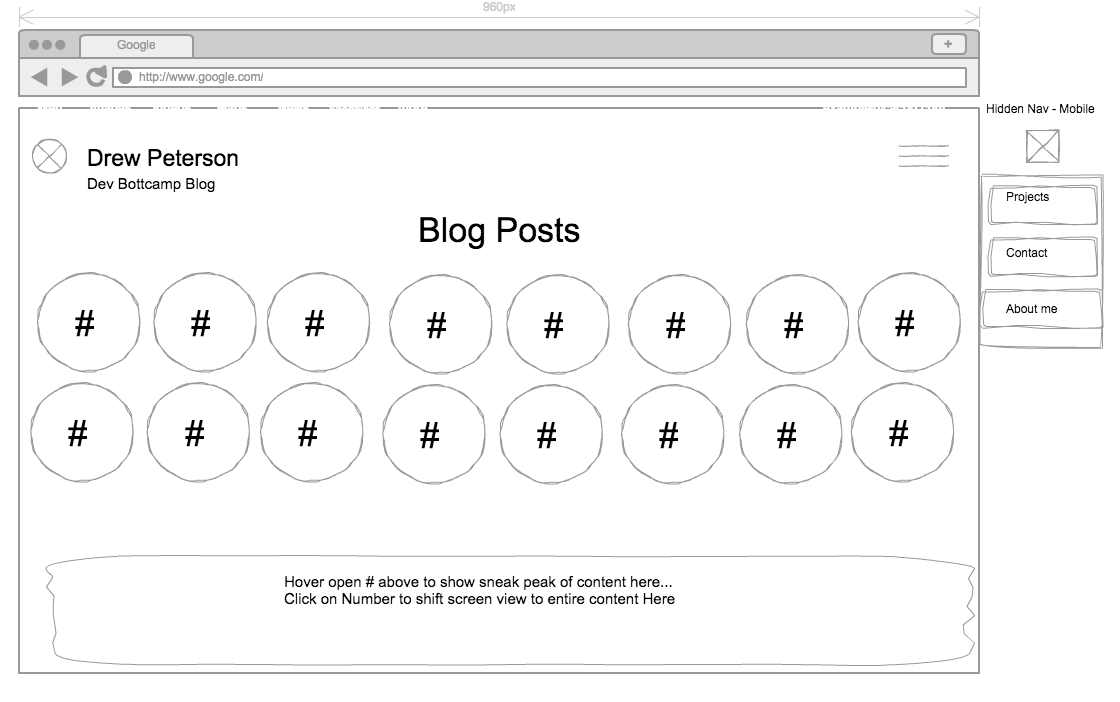 960px
Google
+
http://www.google.com/
Hidden Nav - Mobile
Drew Peterson
Dev Bottcamp Blog
Projects
Blog Posts
Contact
About me
# # # # # # # #
# # # # # # # #
Hover open # above to show sneak peak of content here...
Click on Number to shift screen view to entire content Here